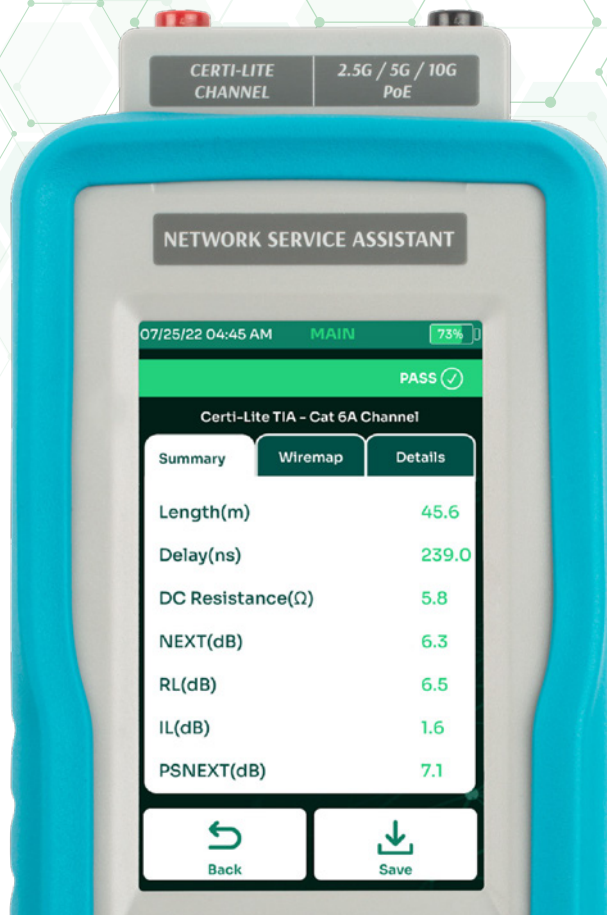 CERTI-LITE
CHANNEL
2.5G / 5G / 10G
PoE
NETWORK SERVICE ASSISTANT
07/25/22 04:45 AM MAIN 73%
PASS
Certi-Lite TIA - Cat 6A Channel
Summary Wiremap Details
Length(m) 45.6
Delay(ns) 239.0
DC Resistance(Ω) 5.8
NEXT(dB) 6.3
RL(dB) 6.5
IL(dB) 1.6
PSNEXT(dB) 7.1
Back Save